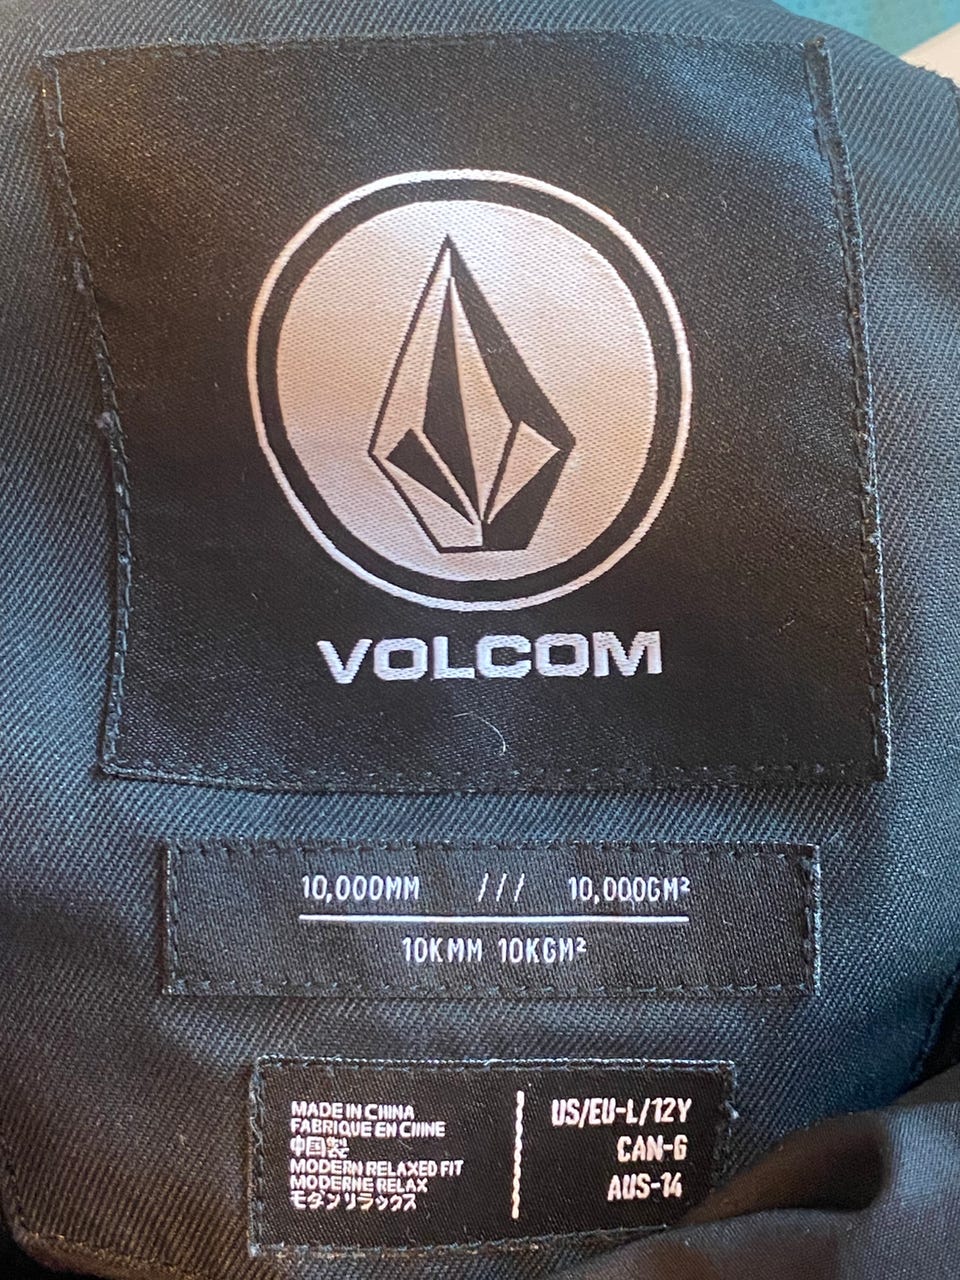 VOLCOM
10,000MM /// 10,000GM²
10KMM 10KGM²
MADE IN CHINA
FABRIQUE EN CHINE
中国製
MODERN RELAXED FIT
MODERNE RELAX
モダンリラックス
US/EU-L/12Y
CAN-G
AUS-14